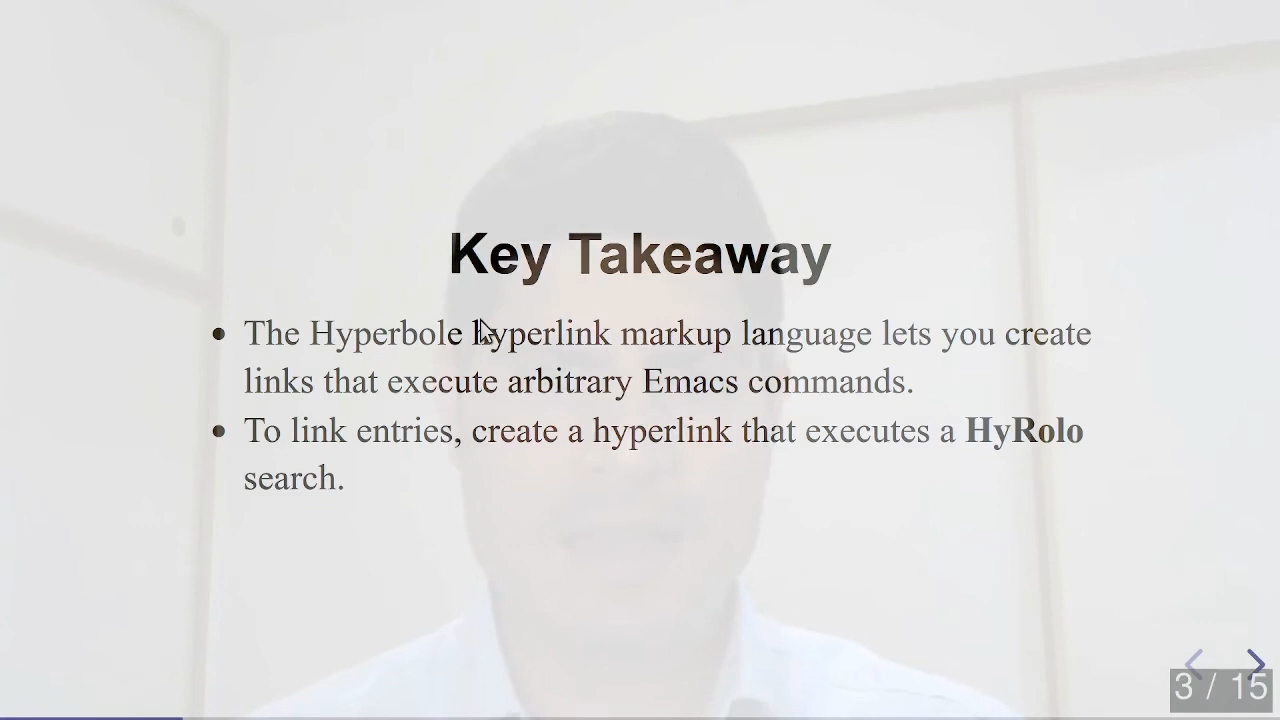 Key Takeaway
• The Hyperbole hyperlink markup language lets you create
links that execute arbitrary Emacs commands.
• To link entries, create a hyperlink that executes a HyRolo
search.
3 / 15